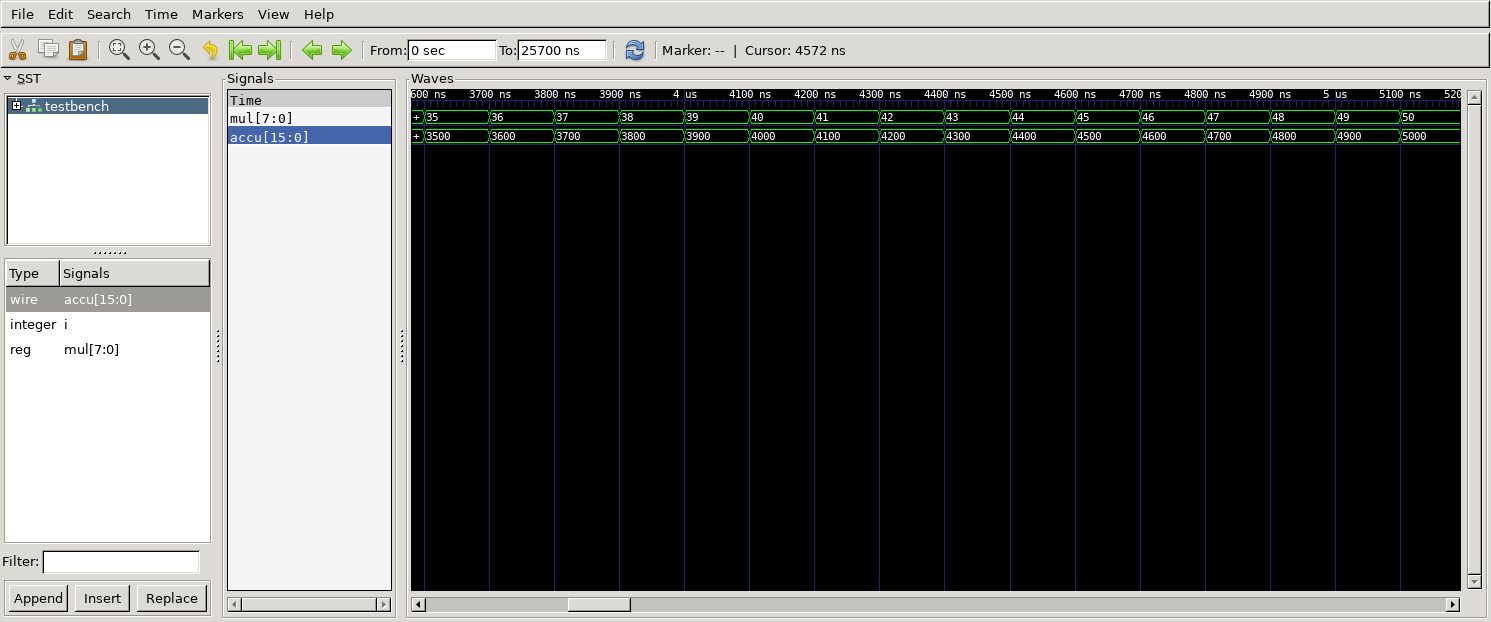 File Edit Search Time Markers View Help
From: 0 sec To: 25700 ns Marker: -- | Cursor: 4572 ns
SST
testbench
Type Signals
wire accu[15:0]
integer i
reg mul[7:0]
Filter:
Append Insert Replace
Signals
Time
mul[7:0]
accu[15:0]
Waves
600 ns 3700 ns 3800 ns 3900 ns 4 us 4100 ns 4200 ns 4300 ns 4400 ns 4500 ns 4600 ns 4700 ns 4800 ns 4900 ns 5 us 5100 ns 520
+ 35 36 37 38 39 40 41 42 43 44 45 46 47 48 49 50
+ 3500 3600 3700 3800 3900 4000 4100 4200 4300 4400 4500 4600 4700 4800 4900 5000